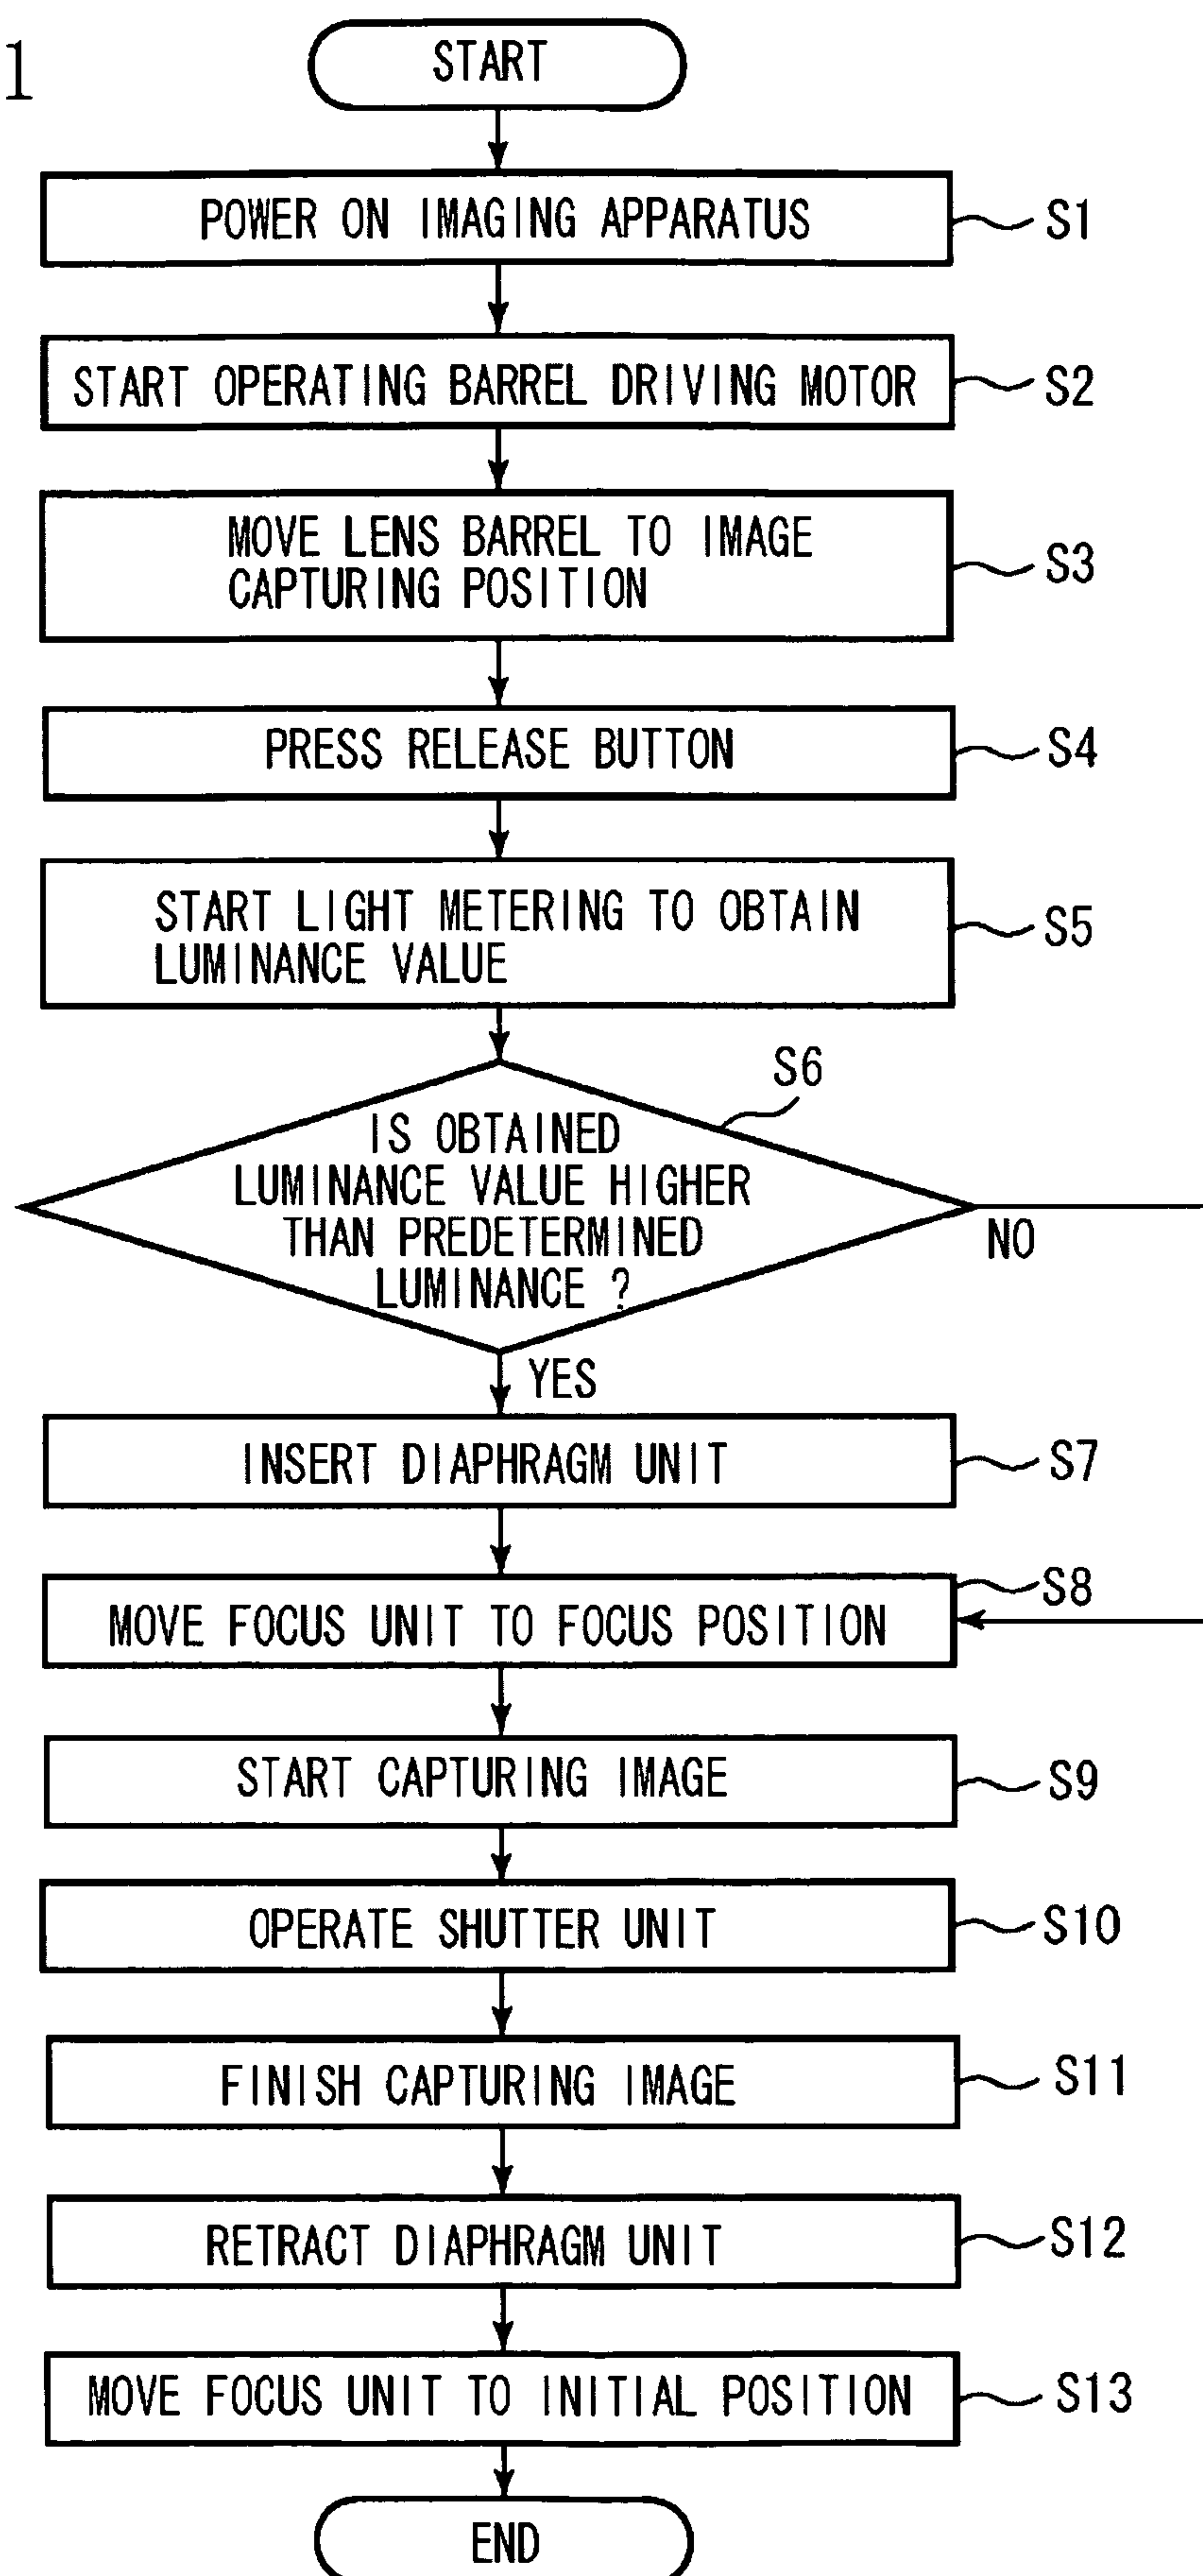 1
START
POWER ON IMAGING APPARATUS
S1
START OPERATING BARREL DRIVING MOTOR
S2
MOVE LENS BARREL TO IMAGE
CAPTURING POSITION
S3
PRESS RELEASE BUTTON
S4
START LIGHT METERING TO OBTAIN
LUMINANCE VALUE
S5
S6
IS OBTAINED
LUMINANCE VALUE HIGHER
THAN PREDETERMINED
LUMINANCE ?
NO
YES
INSERT DIAPHRAGM UNIT
S7
MOVE FOCUS UNIT TO FOCUS POSITION
S8
START CAPTURING IMAGE
S9
OPERATE SHUTTER UNIT
S10
FINISH CAPTURING IMAGE
S11
RETRACT DIAPHRAGM UNIT
S12
MOVE FOCUS UNIT TO INITIAL POSITION
S13
END